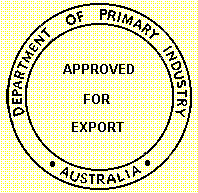 DEPARTMENT OF PRIMARY INDUSTRY
APPROVED
FOR
EXPORT
• AUSTRALIA •